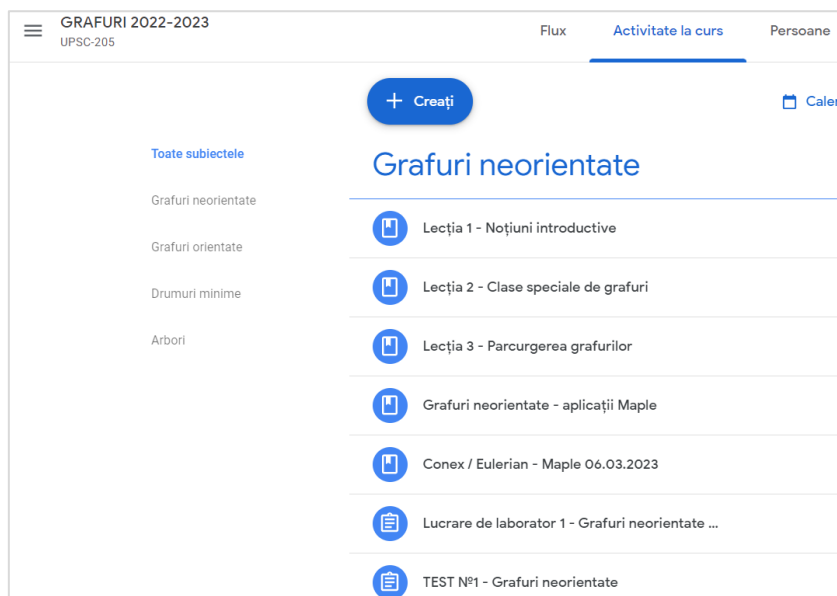 GRAFURI 2022-2023
UPSC-205
Flux
Activitate la curs
Persoane
Creați
Toate subiectele
Grafuri neorientate
Grafuri orientate
Drumuri minime
Arbori
Grafuri neorientate
Lecția 1 - Noțiuni introductive
Lecția 2 - Clase speciale de grafuri
Lecția 3 - Parcurgerea grafurilor
Grafuri neorientate - aplicații Maple
Conex / Eulerian - Maple 06.03.2023
Lucrare de laborator 1 - Grafuri neorientate ...
TEST №1 - Grafuri neorientate